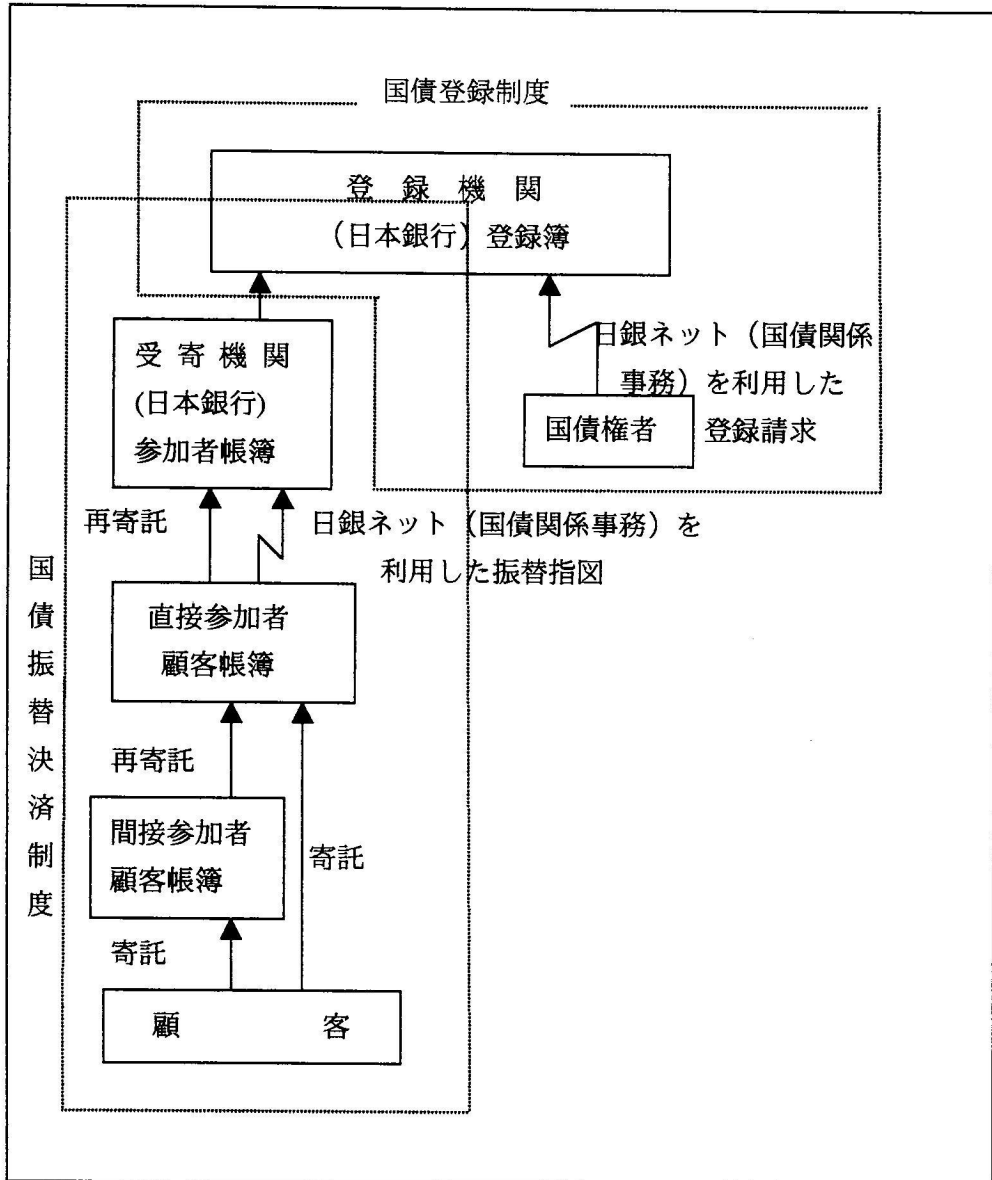 国債登録制度
登録機関
（日本銀行）登録簿
受寄機関
(日本銀行)
参加者帳簿
日銀ネット（国債関係
事務）を利用した
登録請求
国債権者
再寄託
日銀ネット（国債関係事務）を
利用した振替指図
国債振替決済制度
直接参加者
顧客帳簿
再寄託
間接参加者
顧客帳簿
寄託
寄託
顧客